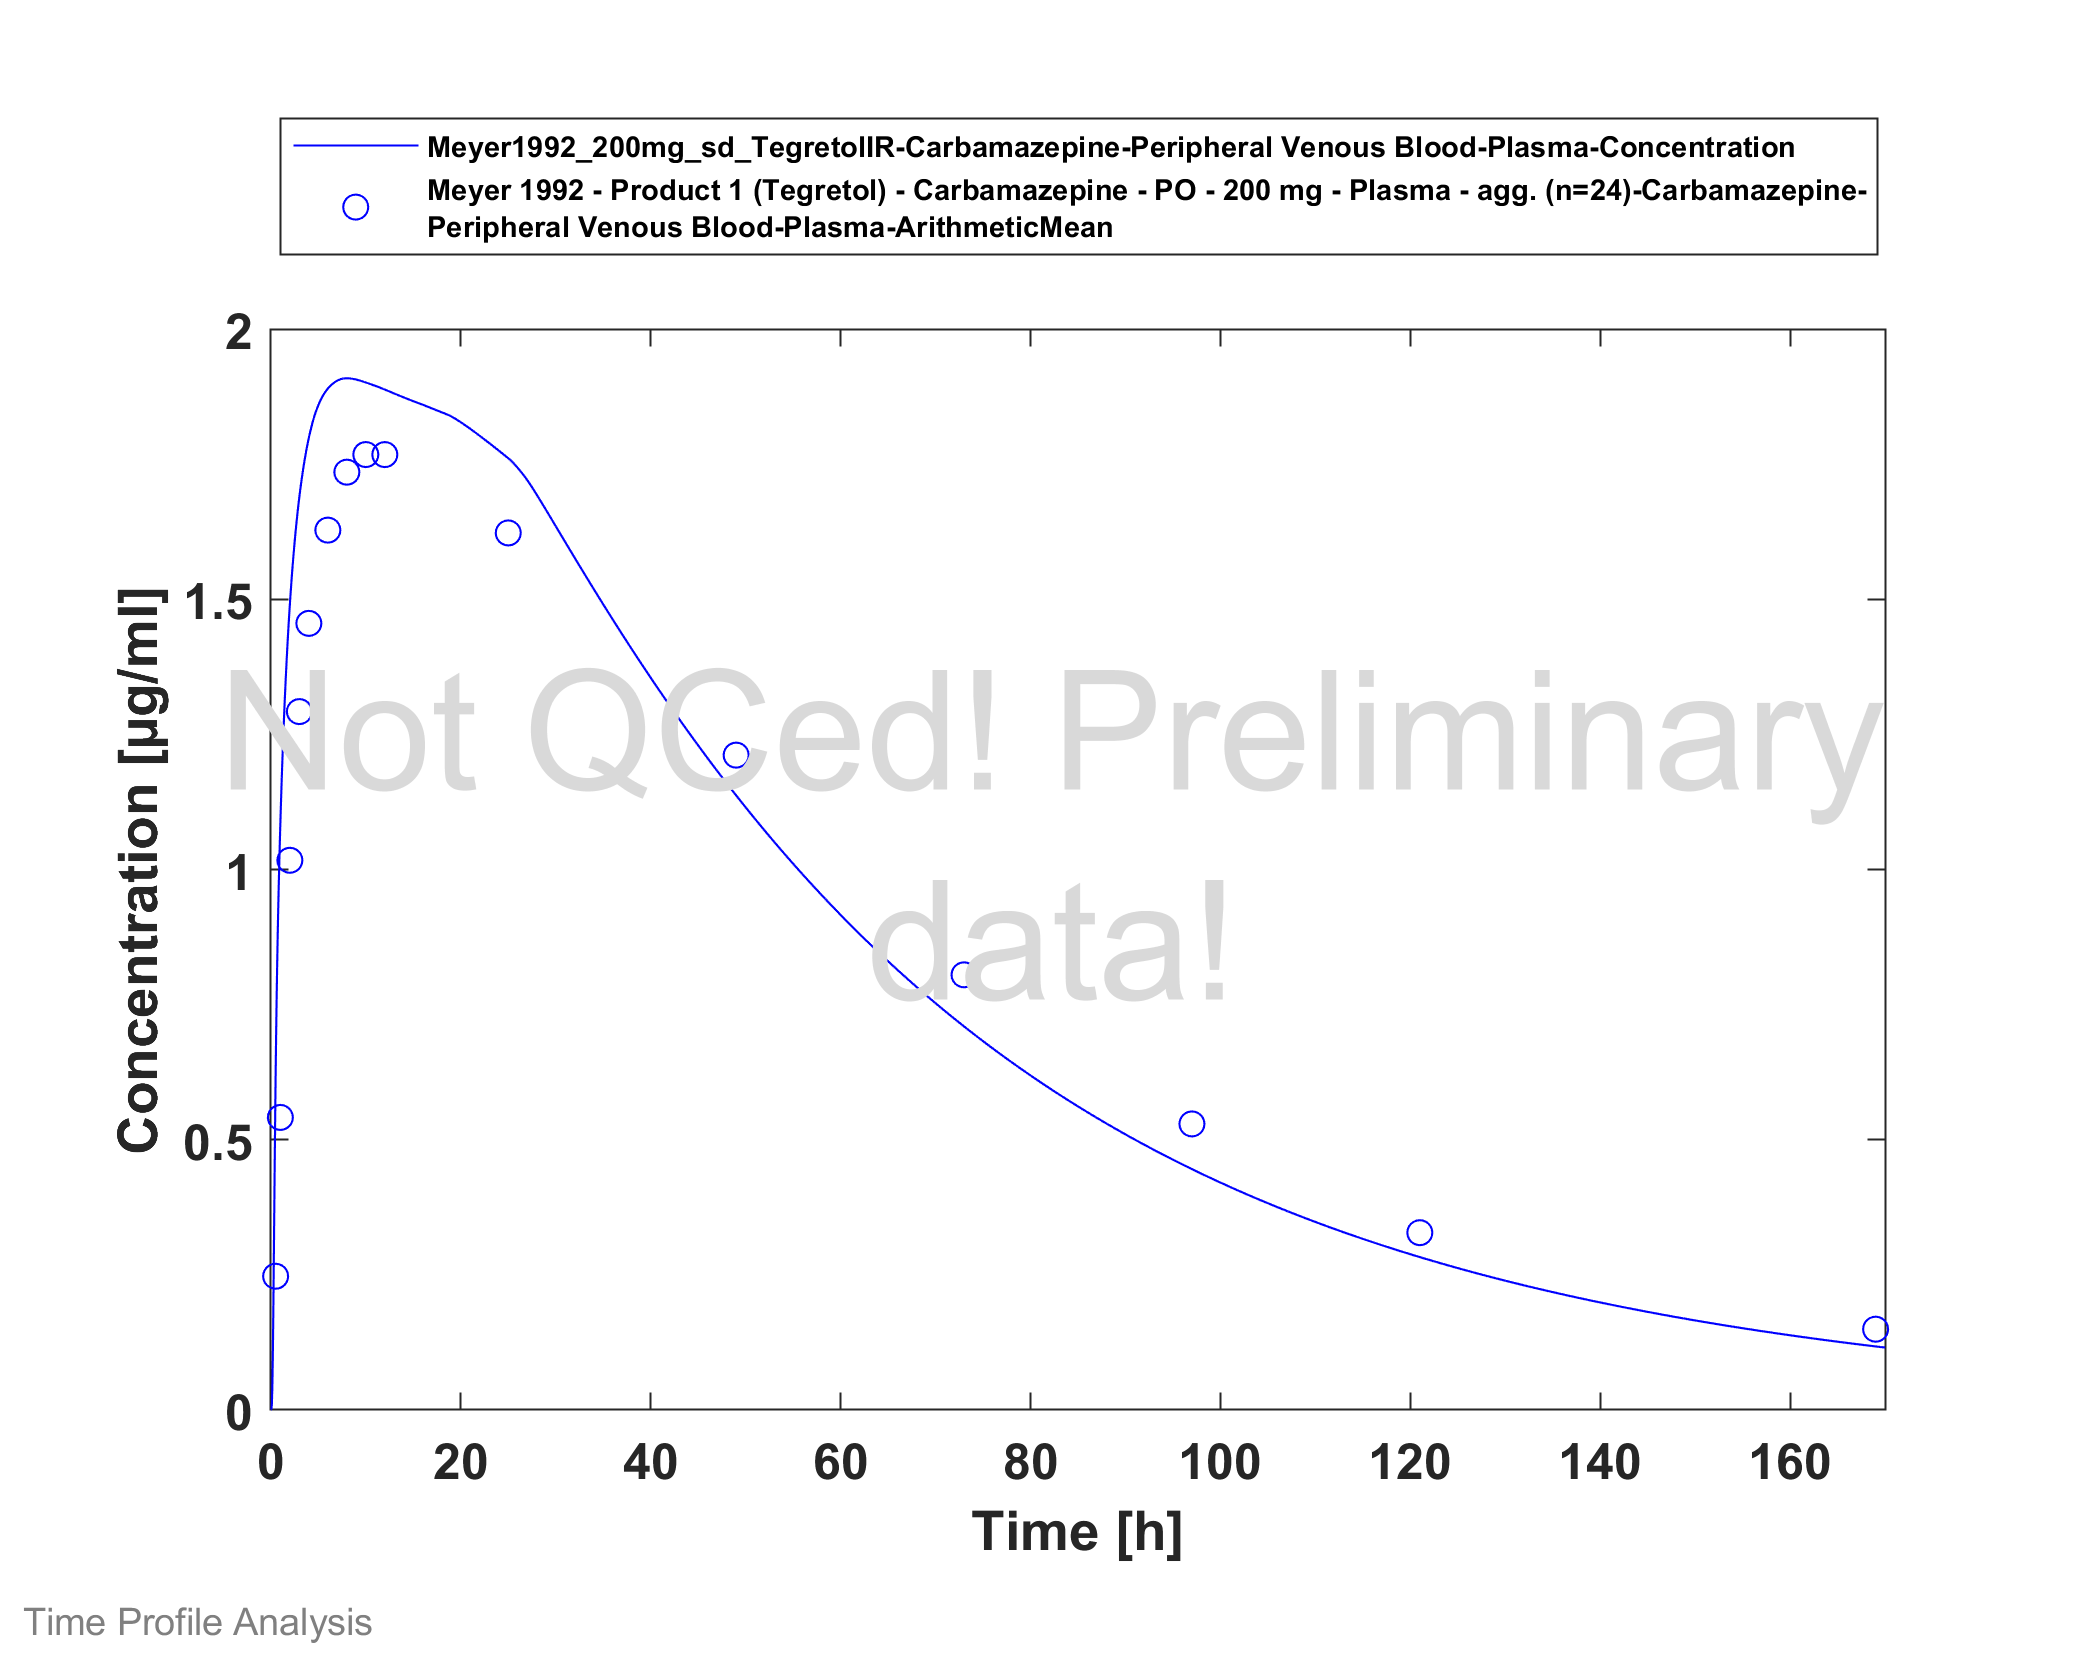 Meyer1992_200mg_sd_TegretolIR-Carbamazepine-Peripheral Venous Blood-Plasma-Concentration
Meyer 1992 - Product 1 (Tegretol) - Carbamazepine - PO - 200 mg - Plasma - agg. (n=24)-Carbamazepine-
Peripheral Venous Blood-Plasma-ArithmeticMean
2
1.5
1
0.5
0
Concentration [µg/ml]
Not QCed! Preliminary
data!
0 20 40 60 80 100 120 140 160
Time [h]
Time Profile Analysis